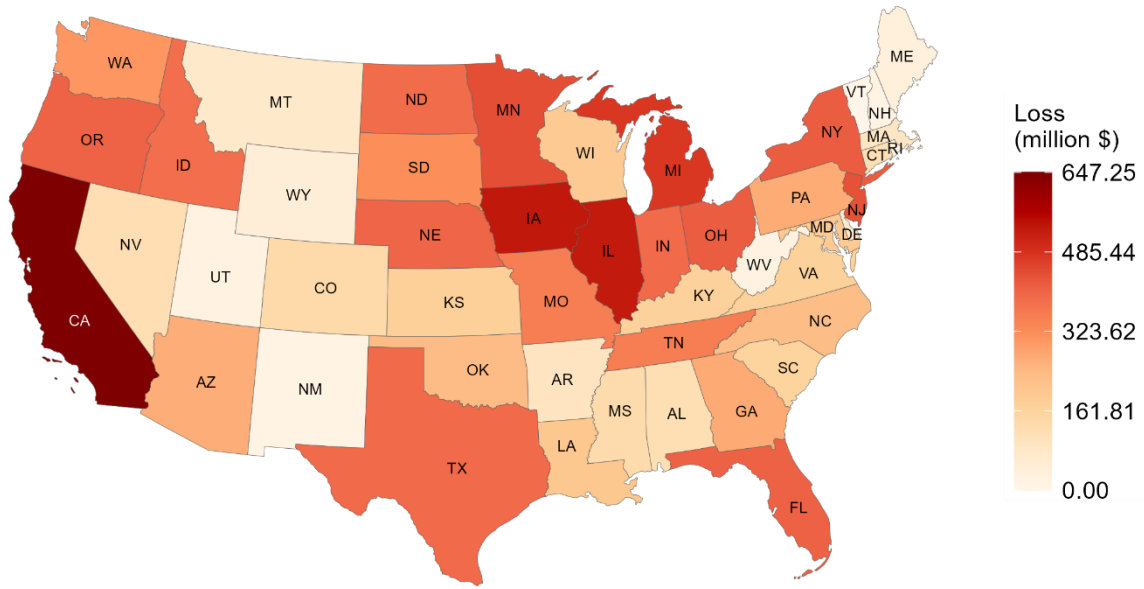 WA
MT
ND
MN
ME
VT
NH
OR
ID
SD
WI
NY
MA
CT
RI
WY
MI
NE
IA
PA
NJ
NV
UT
CO
IL
IN
OH
MD
DE
WV
VA
CA
KS
MO
KY
NC
AZ
NM
OK
AR
TN
SC
MS
AL
GA
TX
LA
FL
Loss
(million $)
647.25
485.44
323.62
161.81
0.00